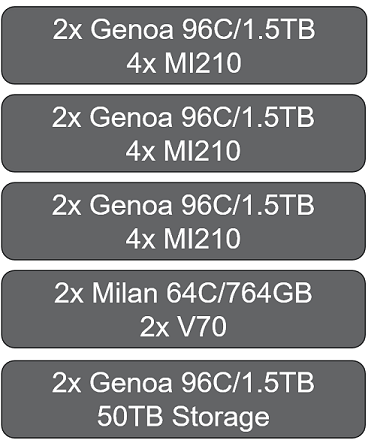 2x Genoa 96C/1.5TB
4x MI210
2x Genoa 96C/1.5TB
4x MI210
2x Genoa 96C/1.5TB
4x MI210
2x Milan 64C/764GB
2x V70
2x Genoa 96C/1.5TB
50TB Storage